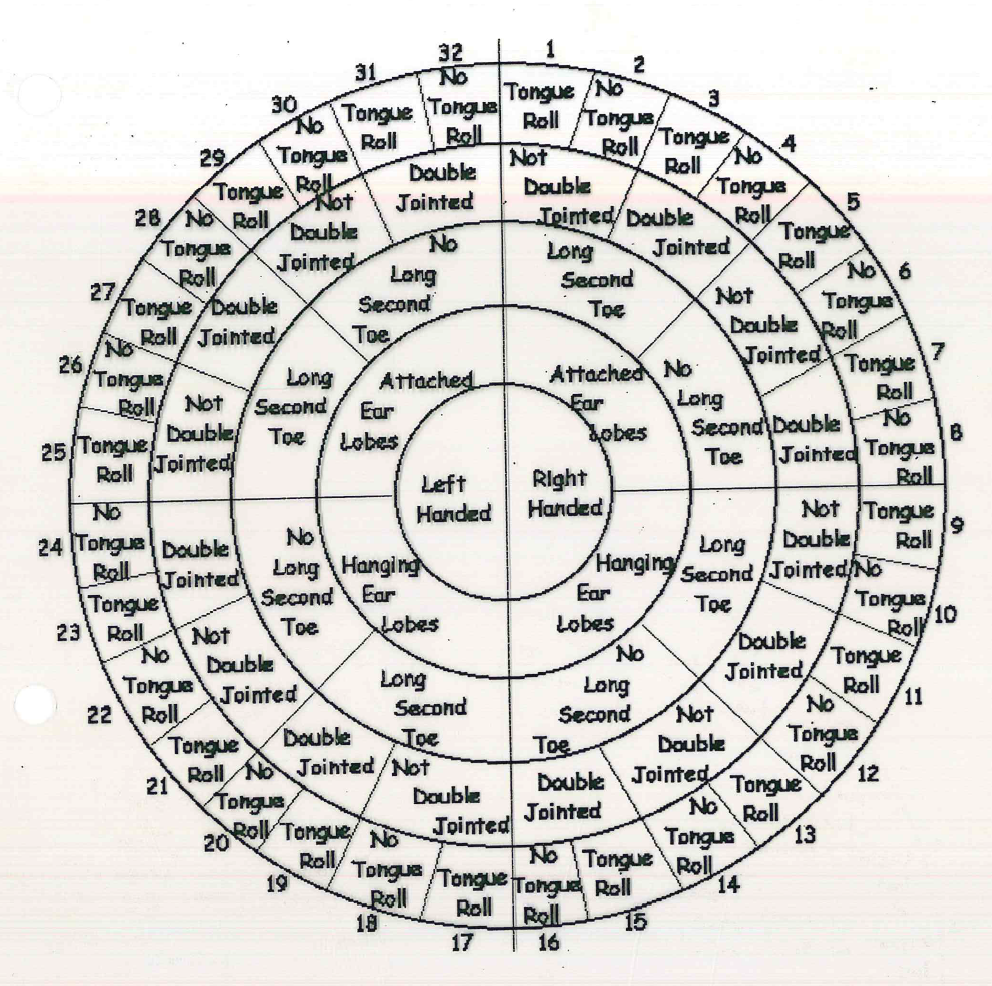 1
Tongue
Roll
2
No
Tongue
Roll
3
Tongue
Roll
4
No
Tongue
Roll
5
Tongue
Roll
6
No
Tongue
Roll
7
Tongue
Roll
8
No
Tongue
Roll
9
Tongue
Roll
10
No
Tongue
Roll
11
Tongue
Roll
12
No
Tongue
Roll
13
Tongue
Roll
14
No
Tongue
Roll
15
Tongue
Roll
16
No
Tongue
Roll
17
Tongue
Roll
18
No
Tongue
Roll
19
Tongue
Roll
20
No
Tongue
Roll
21
Tongue
Roll
22
No
Tongue
Roll
23
Tongue
Roll
24
No
Tongue
Roll
25
Tongue
Roll
26
No
Tongue
Roll
27
Tongue
Roll
28
No
Tongue
Roll
29
Tongue
Roll
30
No
Tongue
Roll
31
Tongue
Roll
32
No
Tongue
Roll
Not
Double
Jointed
Double
Jointed
Not
Double
Jointed
Double
Jointed
Not
Double
Jointed
Double
Jointed
Not
Double
Jointed
Double
Jointed
Not
Double
Jointed
Double
Jointed
Not
Double
Jointed
Double
Jointed
Not
Double
Jointed
Double
Jointed
Not
Double
Jointed
Double
Jointed
Long
Second
Toe
No
Long
Second
Toe
Long
Second
Toe
No
Long
Second
Toe
Long
Second
Toe
No
Long
Second
Toe
Long
Second
Toe
No
Long
Second
Toe
Attached
Ear
Lobes
Hanging
Ear
Lobes
Hanging
Ear
Lobes
Attached
Ear
Lobes
Right
Handed
Left
Handed